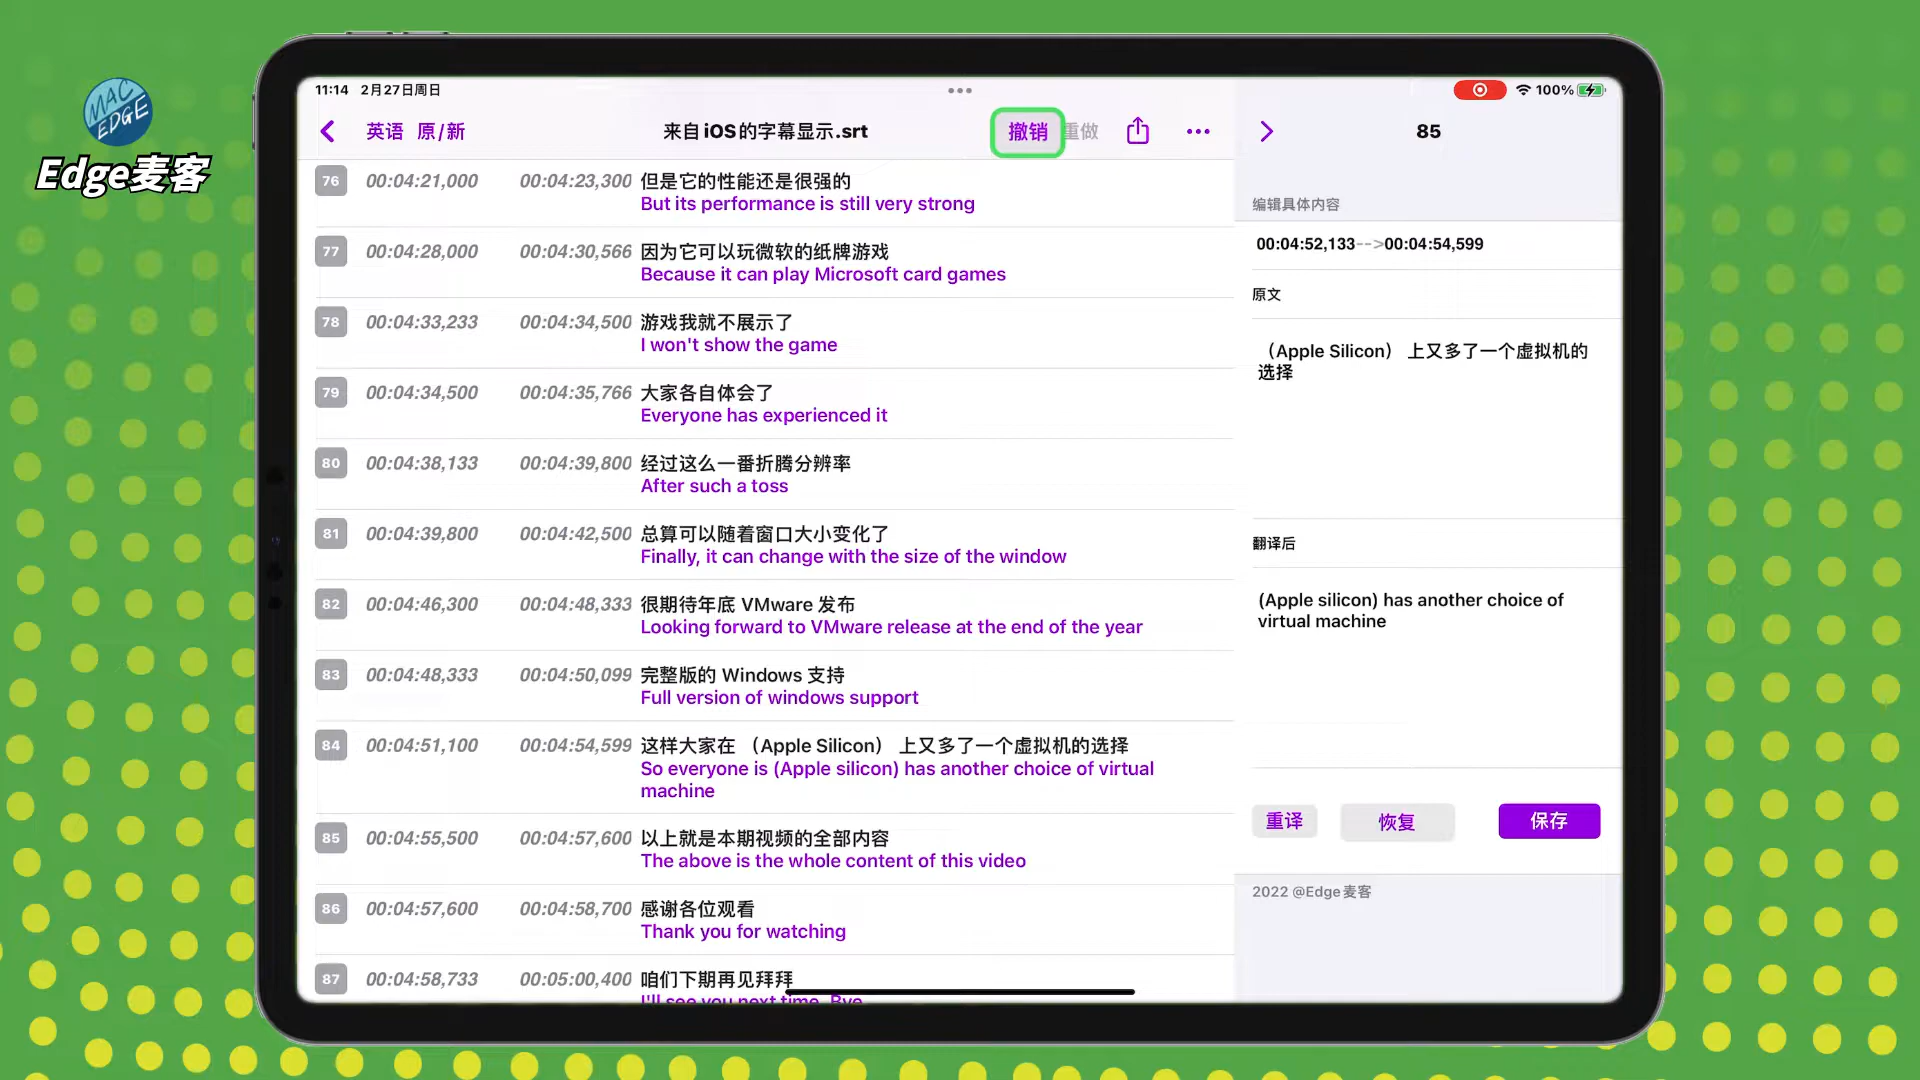 MAC EDGE
Edge麦客
11:14 2月27日周日
100%
英语 原/新
来自iOS的字幕显示.srt
撤销 重做
85
76 00:04:21,000 00:04:23,300 但是它的性能还是很强的
But its performance is still very strong
77 00:04:28,000 00:04:30,566 因为它可以玩微软的纸牌游戏
Because it can play Microsoft card games
78 00:04:33,233 00:04:34,500 游戏我就不展示了
I won't show the game
79 00:04:34,500 00:04:35,766 大家各自体会了
Everyone has experienced it
80 00:04:38,133 00:04:39,800 经过这么一番折腾分辨率
After such a toss
81 00:04:39,800 00:04:42,500 总算可以随着窗口大小变化了
Finally, it can change with the size of the window
82 00:04:46,300 00:04:48,333 很期待年底 VMware 发布
Looking forward to VMware release at the end of the year
83 00:04:48,333 00:04:50,099 完整版的 Windows 支持
Full version of windows support
84 00:04:51,100 00:04:54,599 这样大家在 （Apple Silicon） 上又多了一个虚拟机的选择
So everyone is (Apple silicon) has another choice of virtual
machine
85 00:04:55,500 00:04:57,600 以上就是本期视频的全部内容
The above is the whole content of this video
86 00:04:57,600 00:04:58,700 感谢各位观看
Thank you for watching
87 00:04:58,733 00:05:00,400 咱们下期再见拜拜
I'll see you next time. Bye
编辑具体内容
00:04:52,133-->00:04:54,599
原文
（Apple Silicon） 上又多了一个虚拟机的
选择
翻译后
(Apple silicon) has another choice of
virtual machine
重译 恢复 保存
2022 @Edge麦客